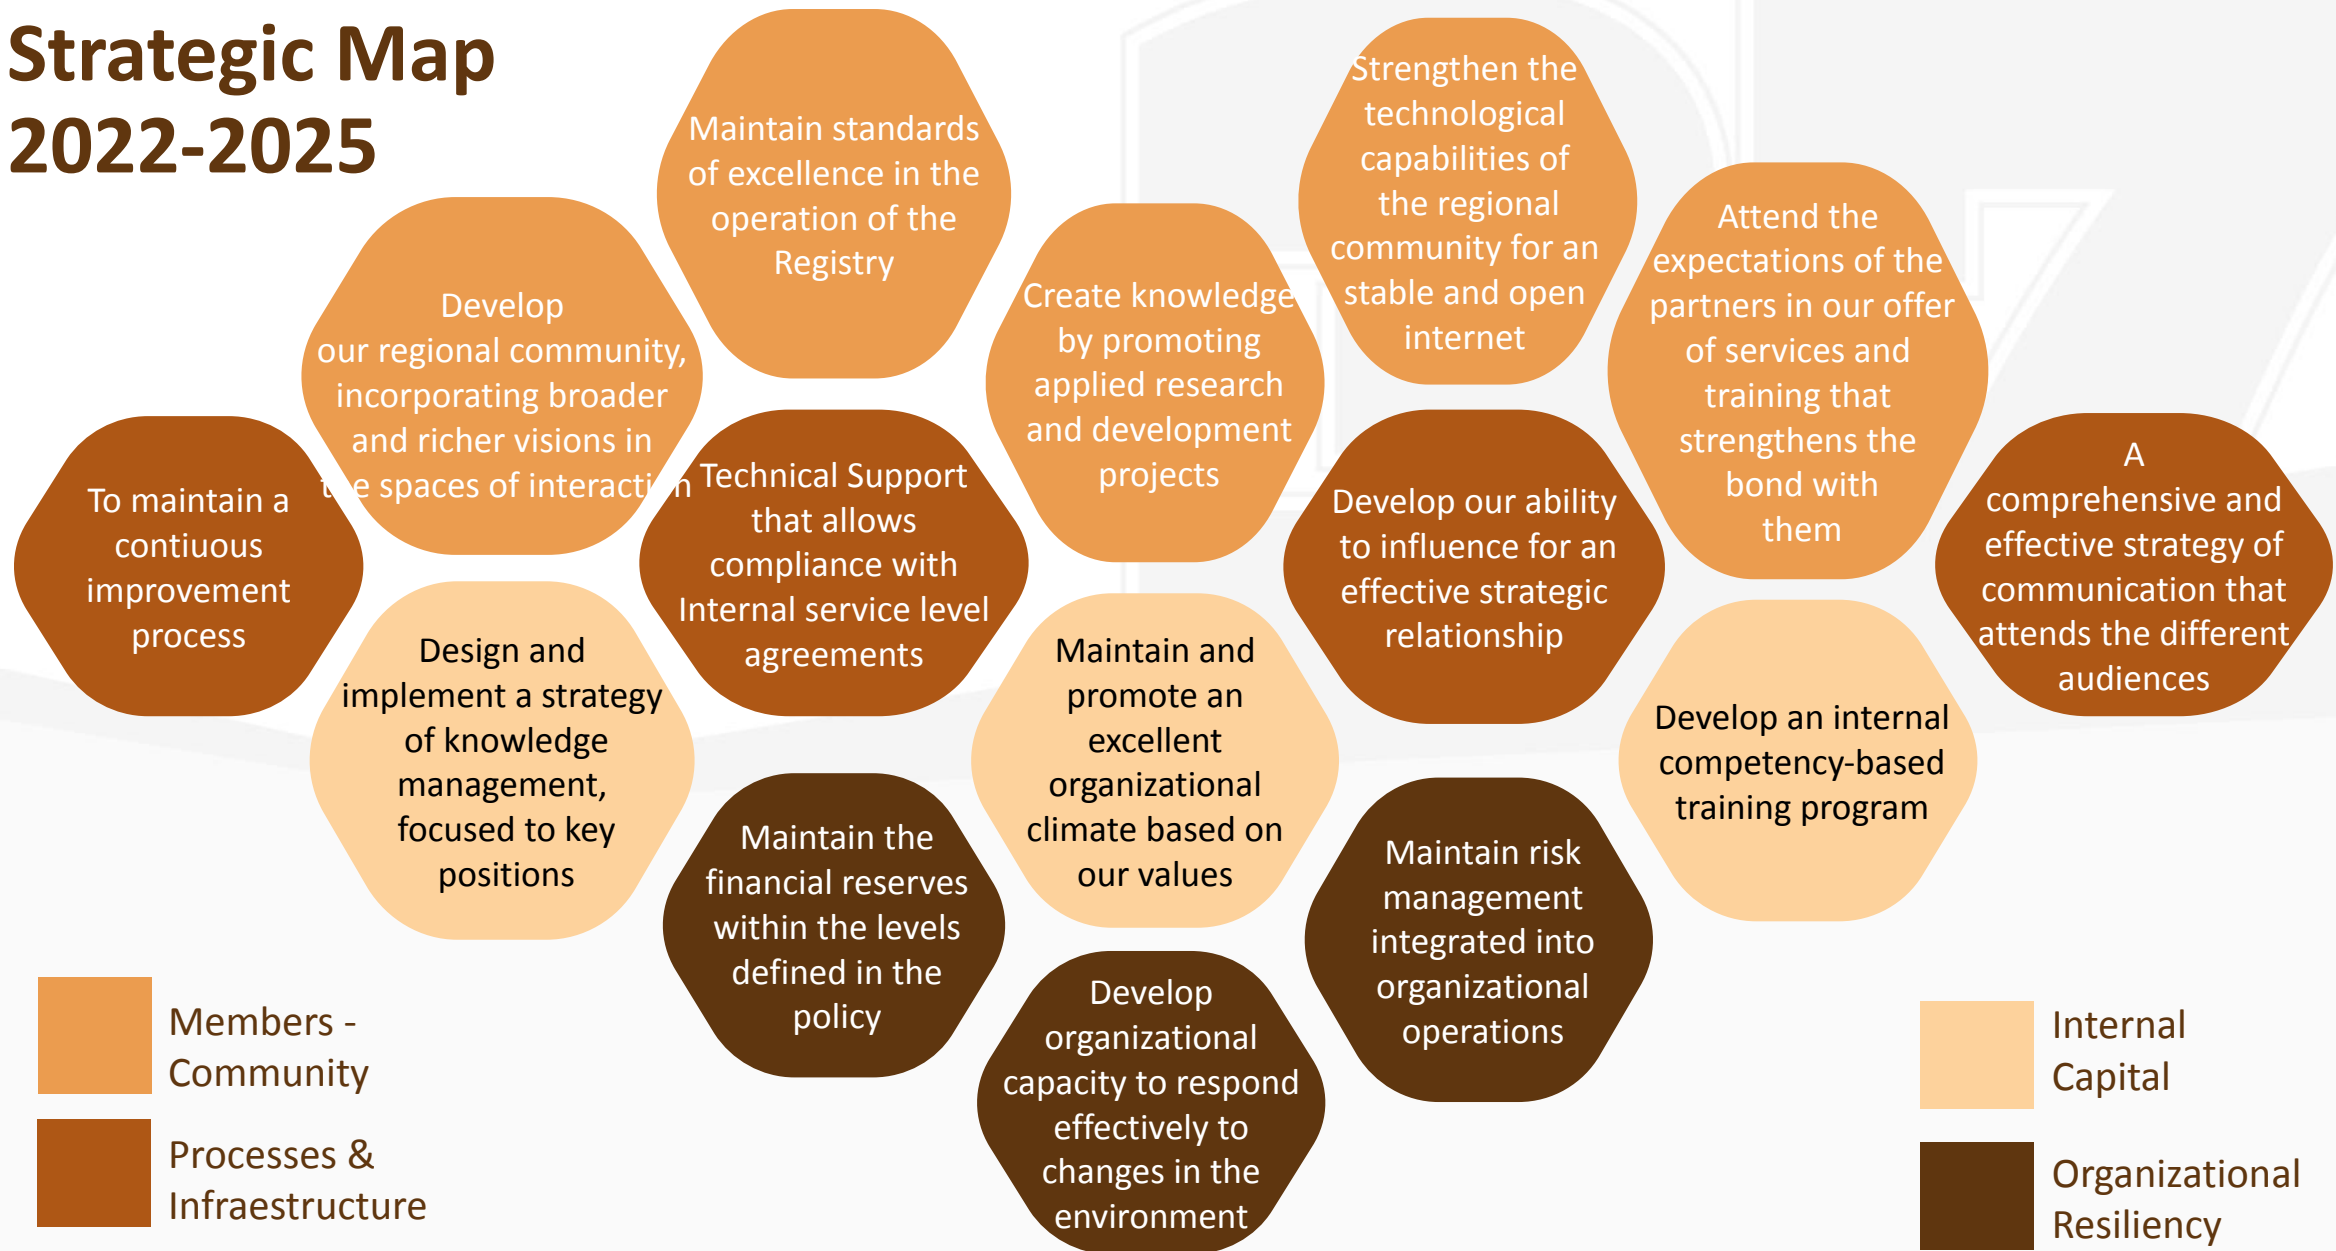 Strategic Map
2022-2025
Maintain standards
of excellence in the
operation of the
Registry
Strengthen the
technological
capabilities of
the regional
community for an
stable and open
internet
Develop
our regional community,
incorporating broader
and richer visions in
the spaces of interaction
Create knowledge
by promoting
applied research
and development
projects
Attend the
expectations of the
partners in our offer
of services and
training that
strengthens the
bond with
them
To maintain a
contiuous
improvement
process
Technical Support
that allows
compliance with
Internal service level
agreements
Develop our ability
to influence for an
effective strategic
relationship
A
comprehensive and
effective strategy of
communication that
attends the different
audiences
Design and
implement a strategy
of knowledge
management,
focused to key
positions
Maintain and
promote an
excellent
organizational
climate based on
our values
Develop an internal
competency-based
training program
Maintain the
financial reserves
within the levels
defined in the
policy
Maintain risk
management
integrated into
organizational
operations
Develop
organizational
capacity to respond
effectively to
changes in the
environment
Members -
Community
Processes &
Infraestructure
Internal
Capital
Organizational
Resiliency